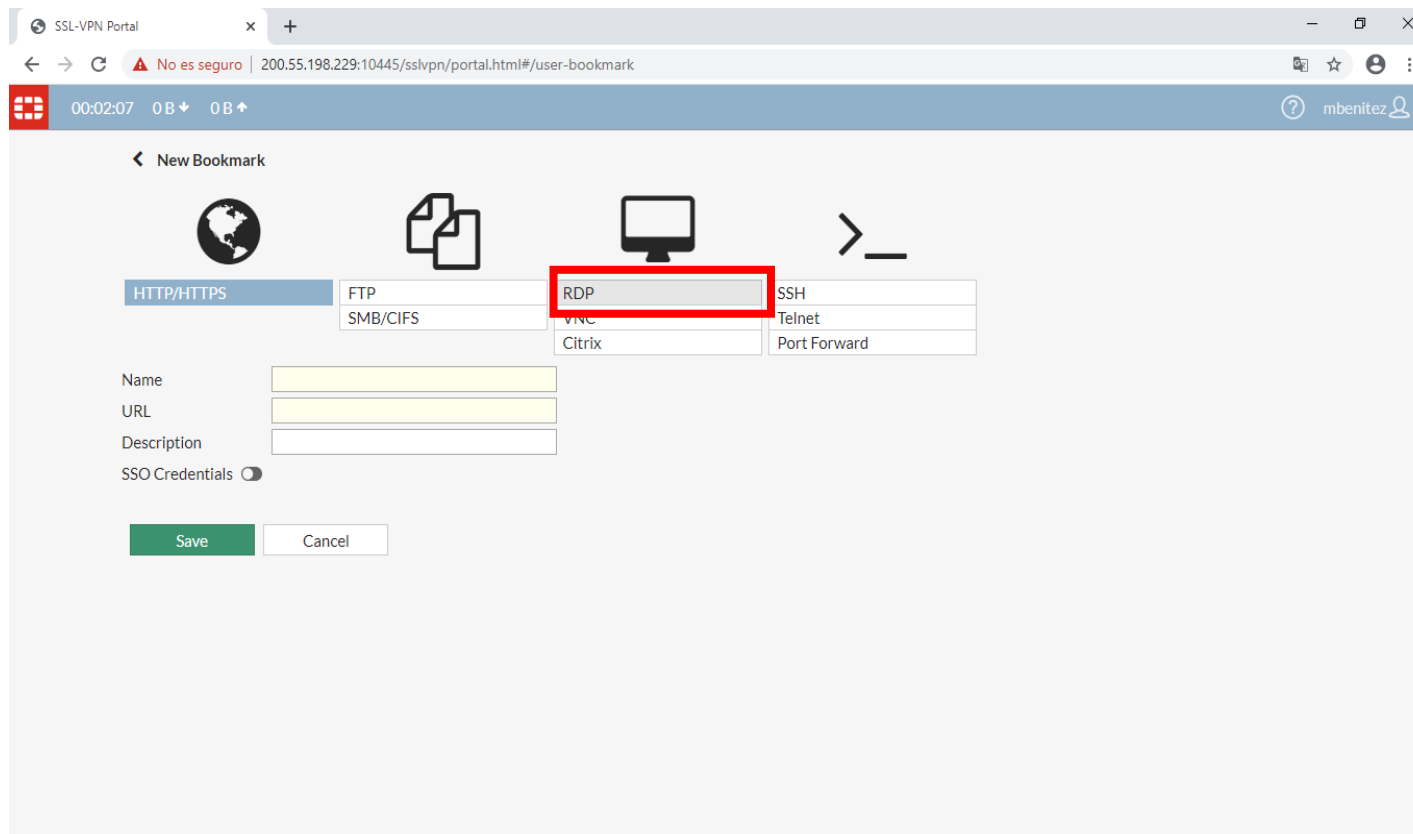 SSL-VPN Portal
No es seguro | 200.55.198.229:10445/sslvpn/portal.html#/user-bookmark
00:02:07 0 B 0 B mbenitez
New Bookmark
HTTP/HTTPS FTP RDP SSH
SMB/CIFS VNC Telnet
Citrix Port Forward
Name
URL
Description
SSO Credentials
Save Cancel